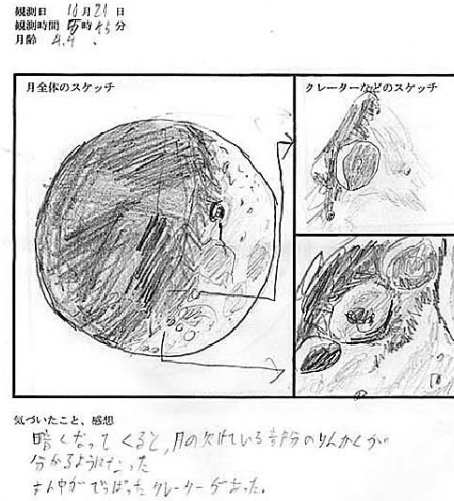 観測日 10月29日
観測時間 時45分
月齢 4.4
月全体のスケッチ
クレーターなどのスケッチ
気づいたこと、感想
暗くなってくると、月の欠けている部分のりんかくが
分かるようになった
まん中がでっぱったクレーターがあった。